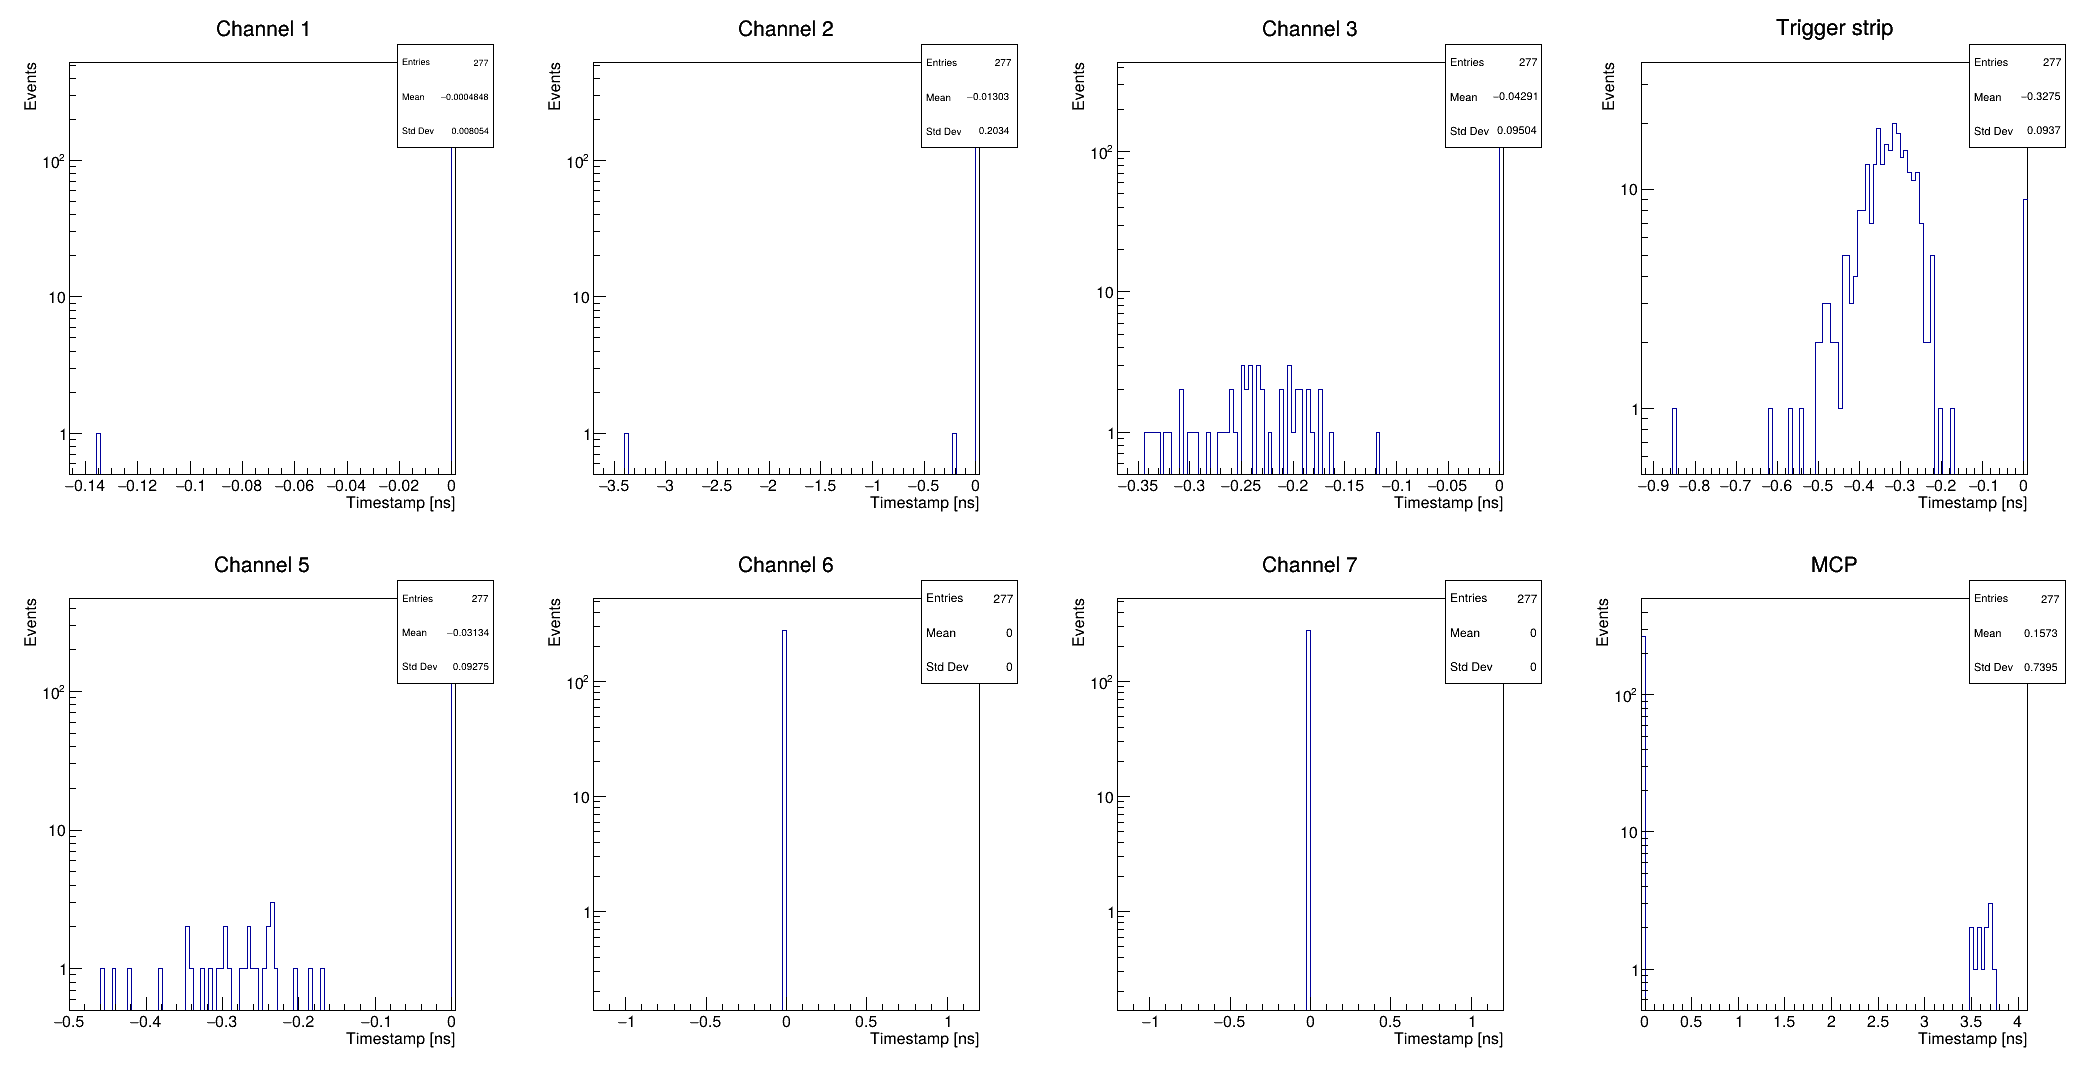 Channel 1
Events
Entries 277
Mean −0.0004848
Std Dev 0.008054
10²
10
1
−0.14 −0.12 −0.1 −0.08 −0.06 −0.04 −0.02 0
Timestamp [ns]
Channel 2
Events
Entries 277
Mean −0.01303
Std Dev 0.2034
10²
10
1
−3.5 −3 −2.5 −2 −1.5 −1 −0.5 0
Timestamp [ns]
Channel 3
Events
Entries 277
Mean −0.04291
Std Dev 0.09504
10²
10
1
−0.35 −0.3 −0.25 −0.2 −0.15 −0.1 −0.05 0
Timestamp [ns]
Trigger strip
Events
Entries 277
Mean −0.3275
Std Dev 0.0937
10
1
−0.9 −0.8 −0.7 −0.6 −0.5 −0.4 −0.3 −0.2 −0.1 0
Timestamp [ns]
Channel 5
Events
Entries 277
Mean −0.03134
Std Dev 0.09275
10²
10
1
−0.5 −0.4 −0.3 −0.2 −0.1 0
Timestamp [ns]
Channel 6
Events
Entries 277
Mean 0
Std Dev 0
10²
10
1
−1 −0.5 0 0.5 1
Timestamp [ns]
Channel 7
Events
Entries 277
Mean 0
Std Dev 0
10²
10
1
−1 −0.5 0 0.5 1
Timestamp [ns]
MCP
Events
Entries 277
Mean 0.1573
Std Dev 0.7395
10²
10
1
0 0.5 1 1.5 2 2.5 3 3.5 4
Timestamp [ns]